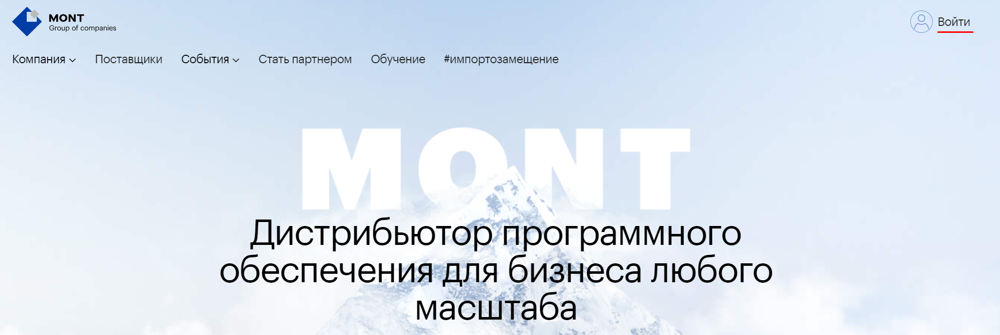 MONT
Group of companies
Войти
Компания Поставщики События Стать партнером Обучение #импортозамещение
MONT
Дистрибьютор программного
обеспечения для бизнеса любого
масштаба